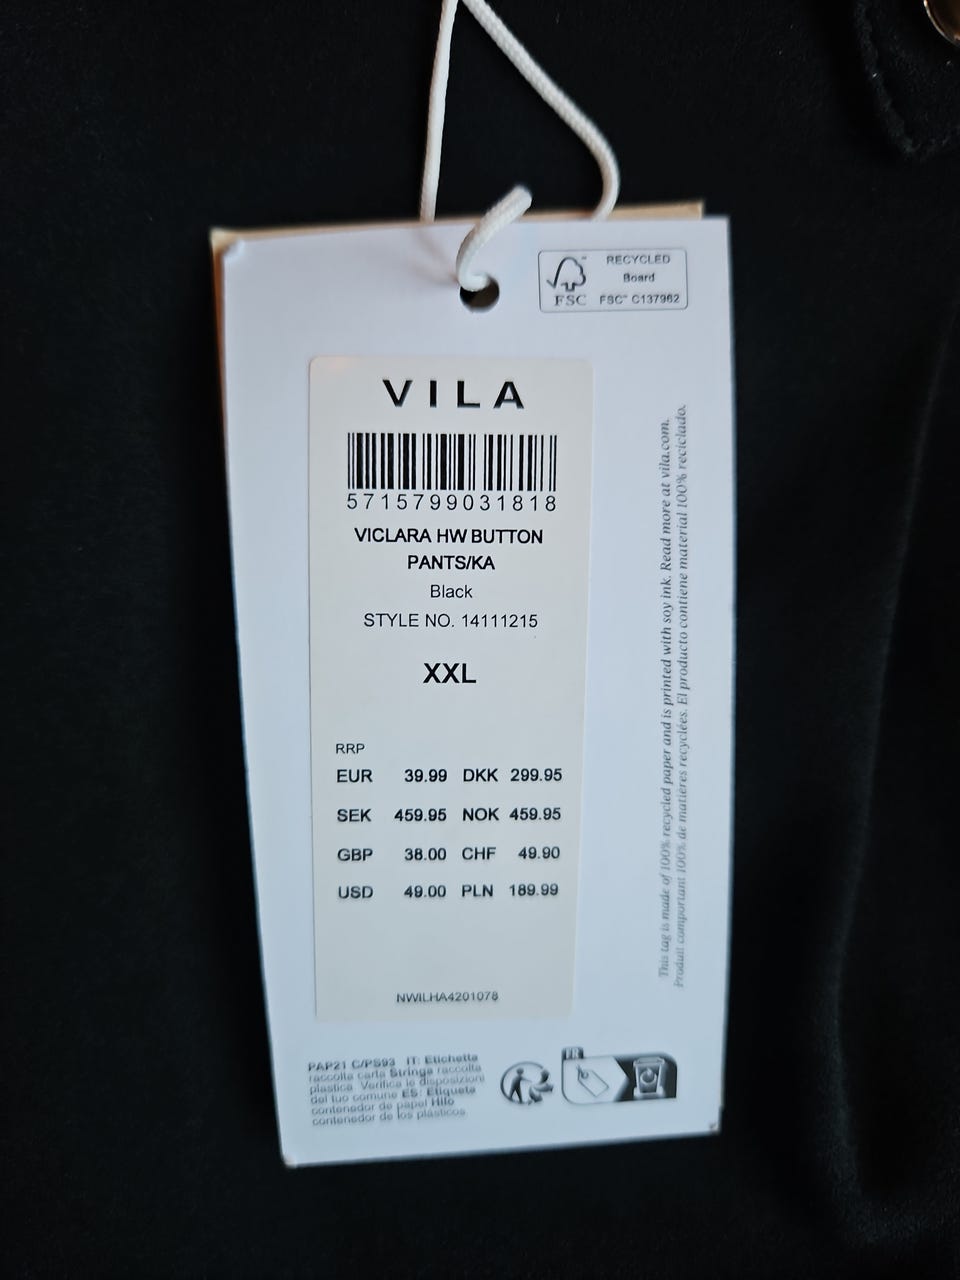 FSC™
RECYCLED
Board
FSC™ C137962
VILA
5715799031818
VICLARA HW BUTTON
PANTS/KA
Black
STYLE NO. 14111215
XXL
RRP
EUR 39.99 DKK 299.95
SEK 459.95 NOK 459.95
GBP 38.00 CHF 49.90
USD 49.00 PLN 189.99
NWILHA4201078
This tag is made of 100% recycled paper and is printed with soy ink. Read more at vila.com.
Produit comportant 100% de matières recyclées. El producto contiene material 100% reciclado.
PAP21 C/PS93 IT: Etichetta
raccolta carta Stringa raccolta
plastica. Verifica le disposizioni
del tuo comune ES: Etiqueta
contenedor de papel Hilo
contenedor de los plásticos.
FR